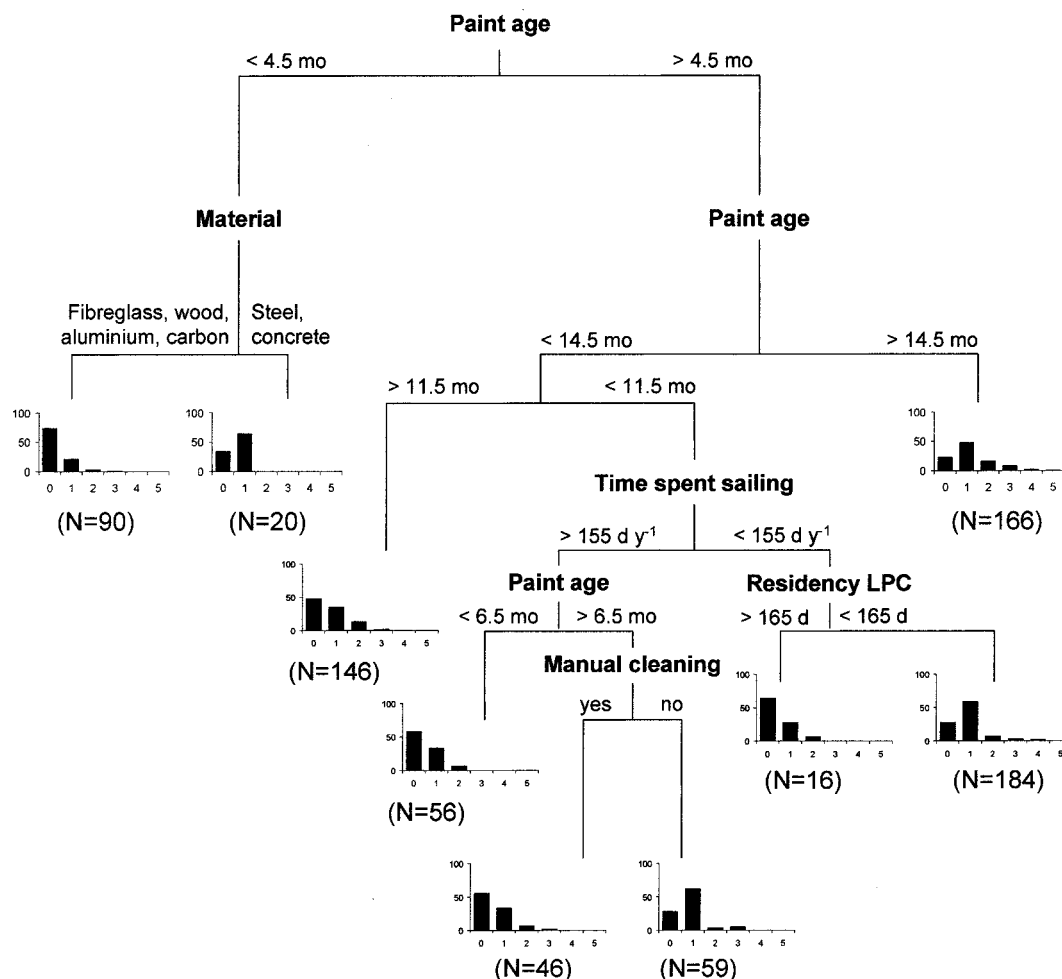 Paint age
< 4.5 mo > 4.5 mo
Material Paint age
Fibreglass, wood, Steel,
aluminium, carbon concrete
< 14.5 mo > 14.5 mo
> 11.5 mo < 11.5 mo
100
50
0
0 1 2 3 4 5
(N=90)
100
50
0
0 1 2 3 4 5
(N=20)
100
50
0
0 1 2 3 4 5
(N=166)
Time spent sailing
> 155 d y⁻¹ < 155 d y⁻¹
100
50
0
0 1 2 3 4 5
(N=146)
Paint age Residency LPC
< 6.5 mo > 6.5 mo > 165 d < 165 d
Manual cleaning
yes no
100
50
0
0 1 2 3 4 5
(N=56)
100
50
0
0 1 2 3 4 5
(N=16)
100
50
0
0 1 2 3 4 5
(N=184)
100
50
0
0 1 2 3 4 5
(N=46)
100
50
0
0 1 2 3 4 5
(N=59)